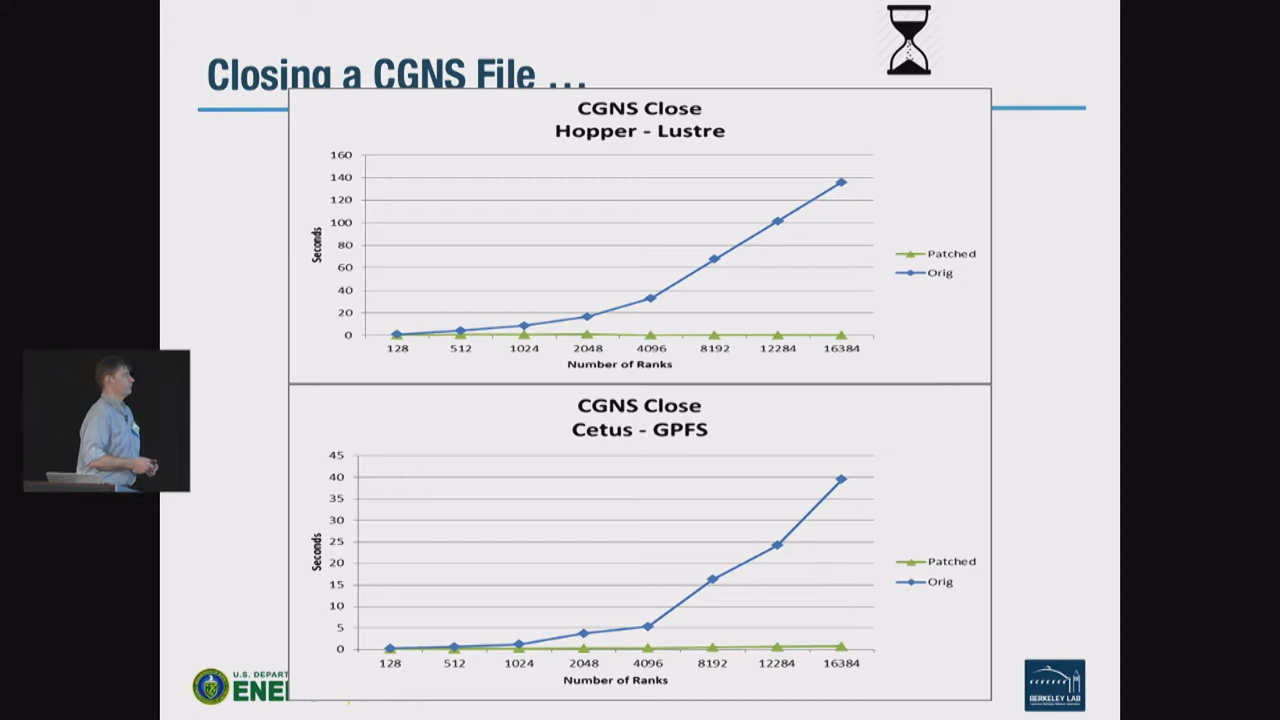 Closing a CGNS File ...
CGNS Close
Hopper - Lustre
160
140
120
100
80
60
40
20
0
Seconds
128 512 1024 2048 4096 8192 12284 16384
Number of Ranks
Patched
Orig
CGNS Close
Cetus - GPFS
45
40
35
30
25
20
15
10
5
0
Seconds
128 512 1024 2048 4096 8192 12284 16384
Number of Ranks
Patched
Orig
U.S. DEPART
ENE
BERKELEY LAB